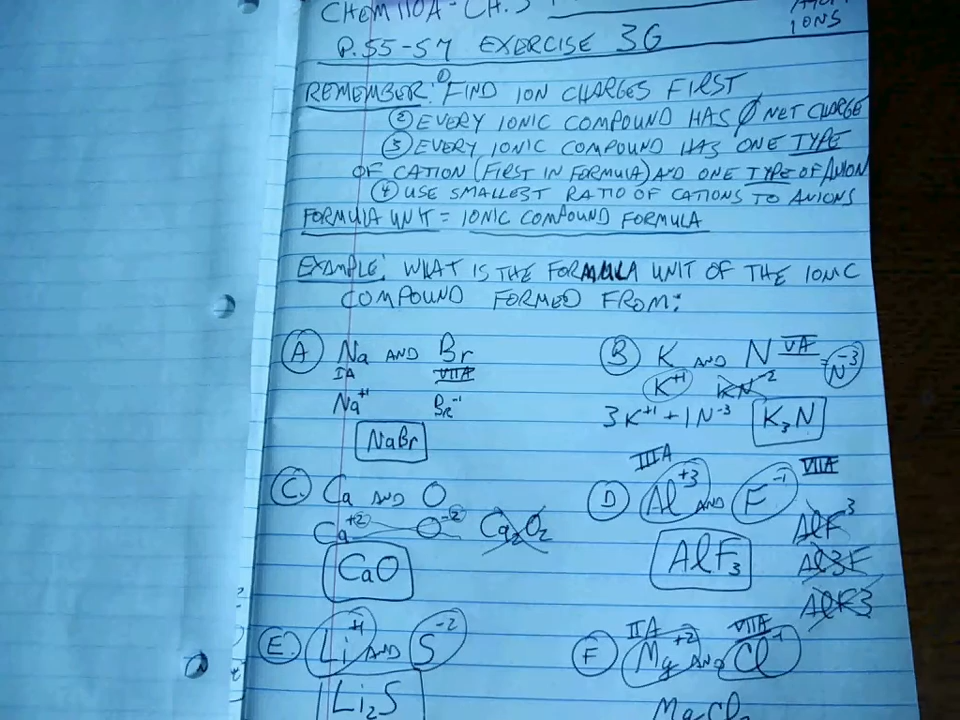 CHEM 110A - CH. 3
IONS
P. 55-57 EXERCISE 3G
REMEMBER: ① FIND ION CHARGES FIRST
② EVERY IONIC COMPOUND HAS Ø NET CHARGE
③ EVERY IONIC COMPOUND HAS ONE TYPE
OF CATION (FIRST IN FORMULA) AND ONE TYPE OF ANION
④ USE SMALLEST RATIO OF CATIONS TO ANIONS
FORMULA UNIT = IONIC COMPOUND FORMULA
EXAMPLE: WHAT IS THE FORMULA UNIT OF THE IONIC
COMPOUND FORMED FROM:
A Na AND Br
IA VIIA
Na⁺¹ Br⁻¹
NaBr
B K AND N VA = N⁻³
K⁺¹ KN⁻²
3K⁺¹ + 1N⁻³ K₃N
C. Ca AND O
Ca⁺² O⁻² Ca₂O₂
CaO
IIIA VIIA
D Al⁺³ AND F⁻¹
AlF³
AlF₃ Al3F
AlF3
E. Li⁺¹ AND S⁻²
Li₂S
IIA VIIA
F Mg⁺² AND Cl⁻¹
MgCl₂